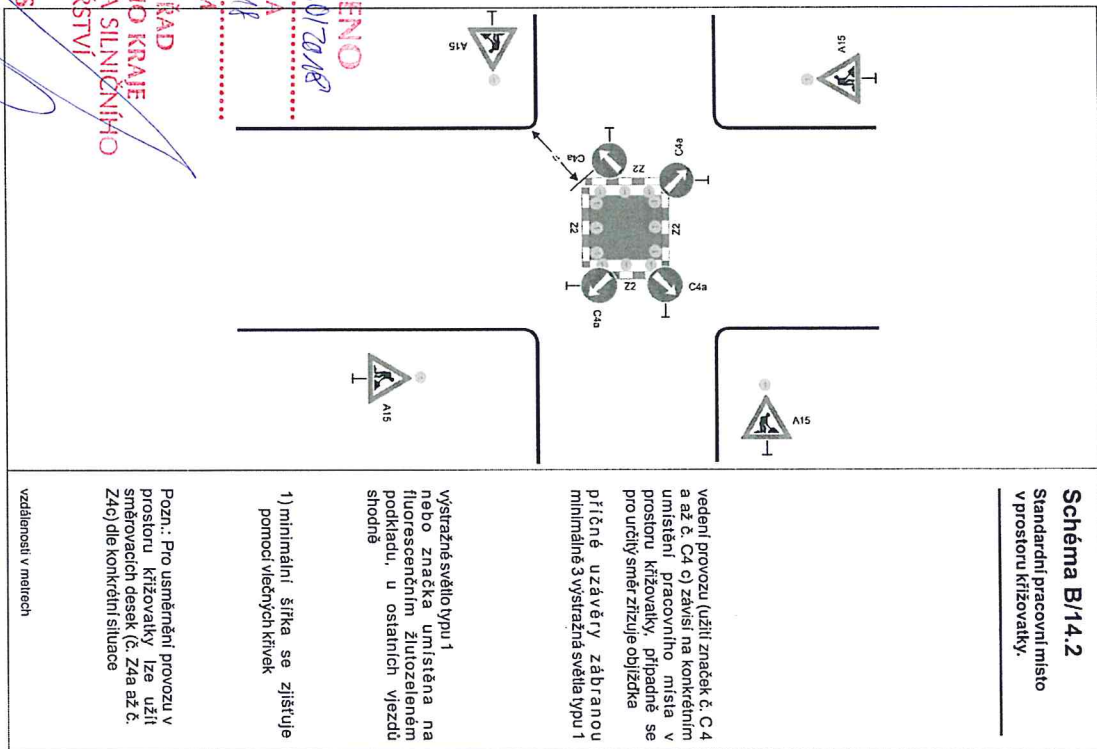 Schéma B/14.2
Standardní pracovní místo
v prostoru křižovatky.
vedení provozu (užití značek č. C 4
a až č. C4 c) závisí na konkrétním
umístění pracovního místa v
prostoru křižovatky, případně se
pro určitý směr zřizuje objížďka
příčné uzávěry zábranou
minimálně 3 výstražná světla typu 1
výstražné světlo typu 1
nebo značka umístěna na
fluorescenčním žlutozeleném
podkladu, u ostatních vjezdů
shodně
1) minimální šířka se zjišťuje
pomocí vlečných křivek
Pozn.: Pro usměrnění provozu v
prostoru křižovatky lze užít
směrovacích desek (č. Z4a až č.
Z4c) dle konkrétní situace
vzdálenosti v metrech
A15
A15
C4a
C4a
Z2
Z2
Z2
Z2
C4a
C4a
A15
A15
ENO
A
ŘAD
O KRAJE
A SILNIČNÍHO
ŘSTVÍ